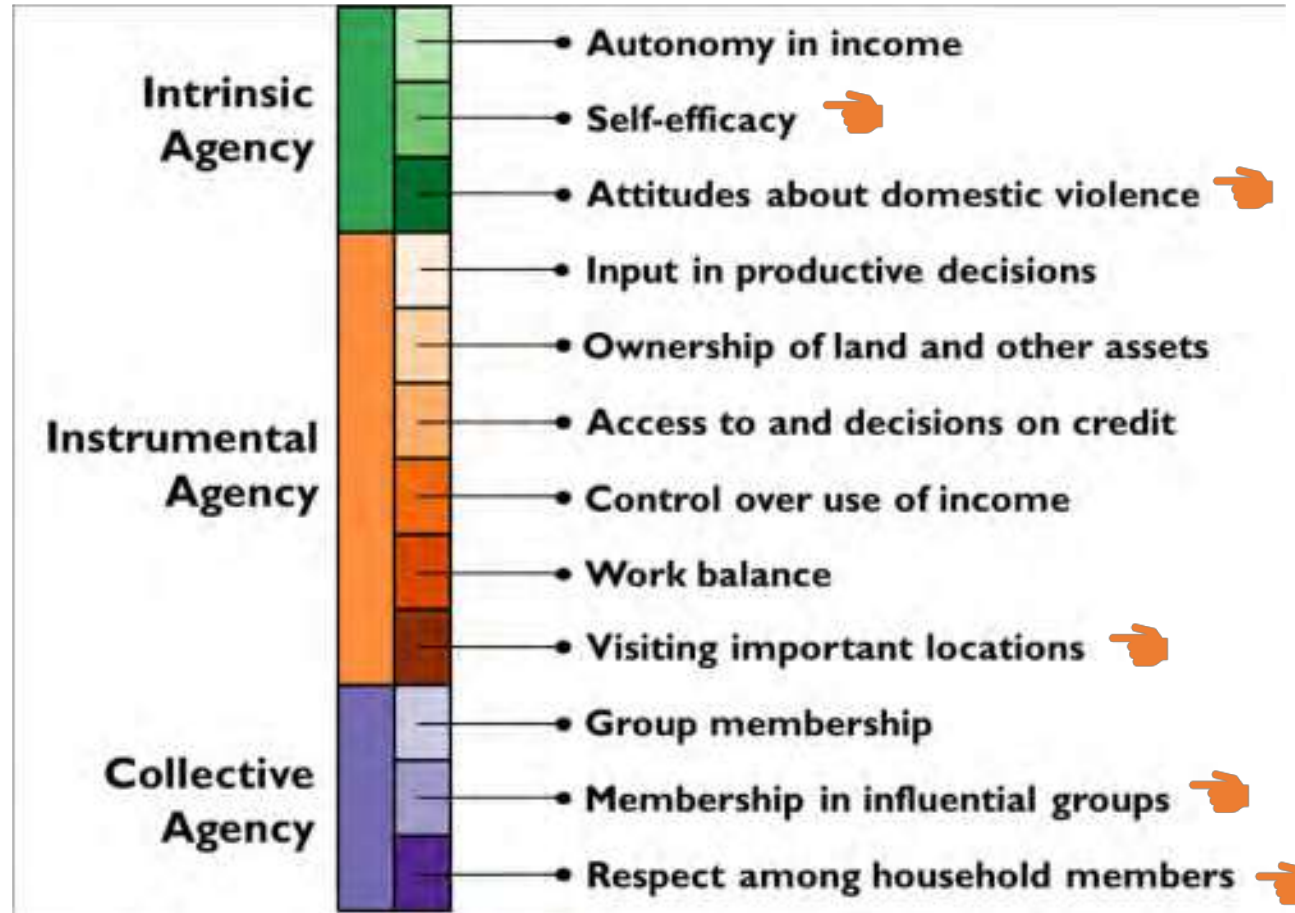 Intrinsic
Agency
Autonomy in income
Self-efficacy
Attitudes about domestic violence
Instrumental
Agency
Input in productive decisions
Ownership of land and other assets
Access to and decisions on credit
Control over use of income
Work balance
Visiting important locations
Collective
Agency
Group membership
Membership in influential groups
Respect among household members